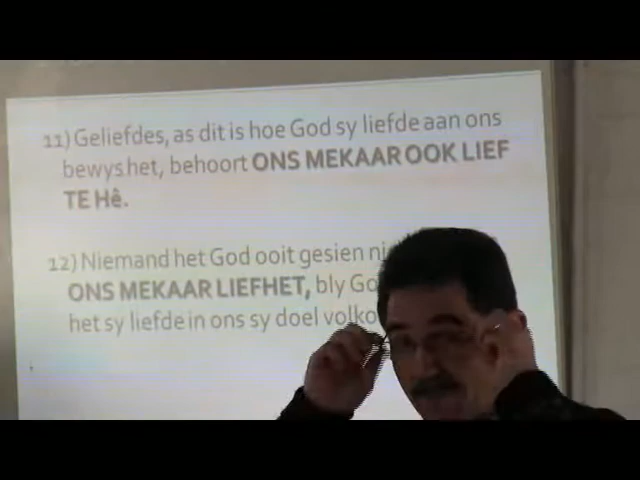 11) Geliefdes, as dit is hoe God sy liefde aan ons
bewys het, behoort ONS MEKAAR OOK LIEF
TE Hê.
12) Niemand het God ooit gesien
ONS MEKAAR LIEFHET, bly
het sy liefde in ons sy doel